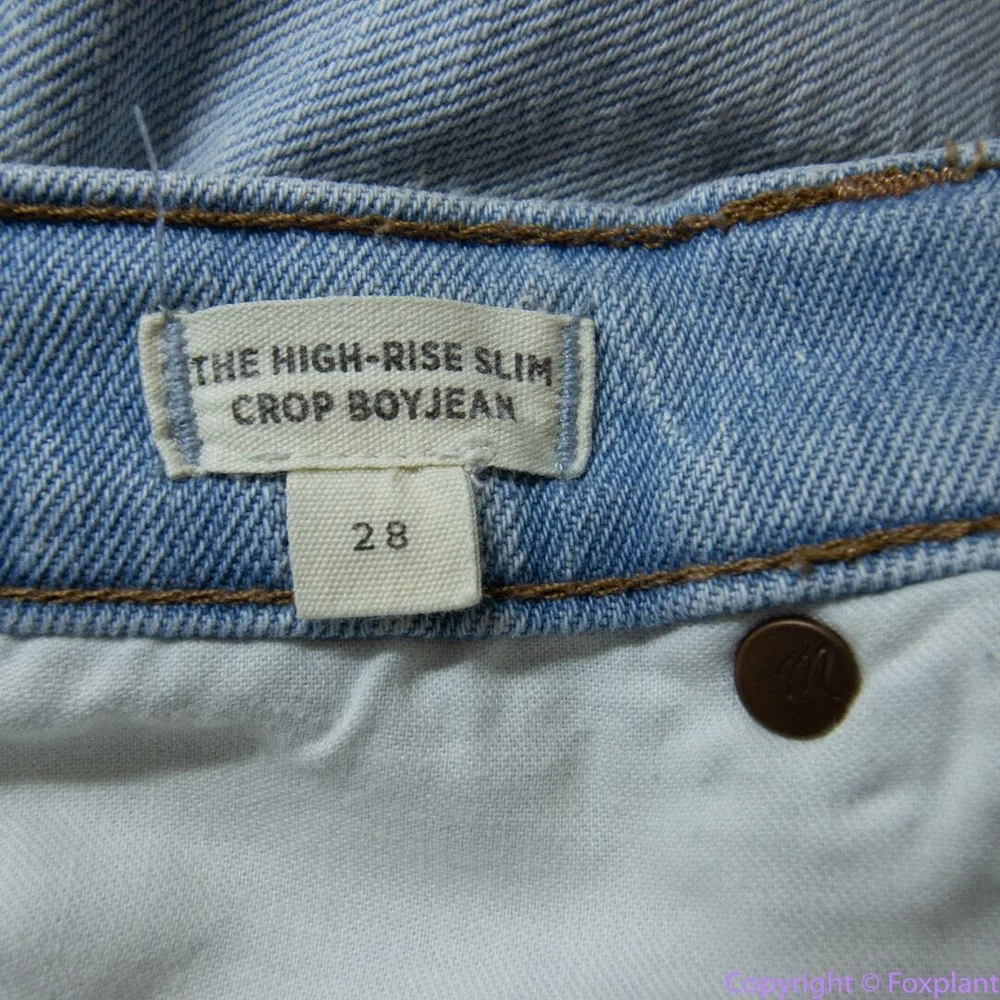 THE HIGH-RISE SLIM
CROP BOYJEAN
28
m
Copyright © Foxplant